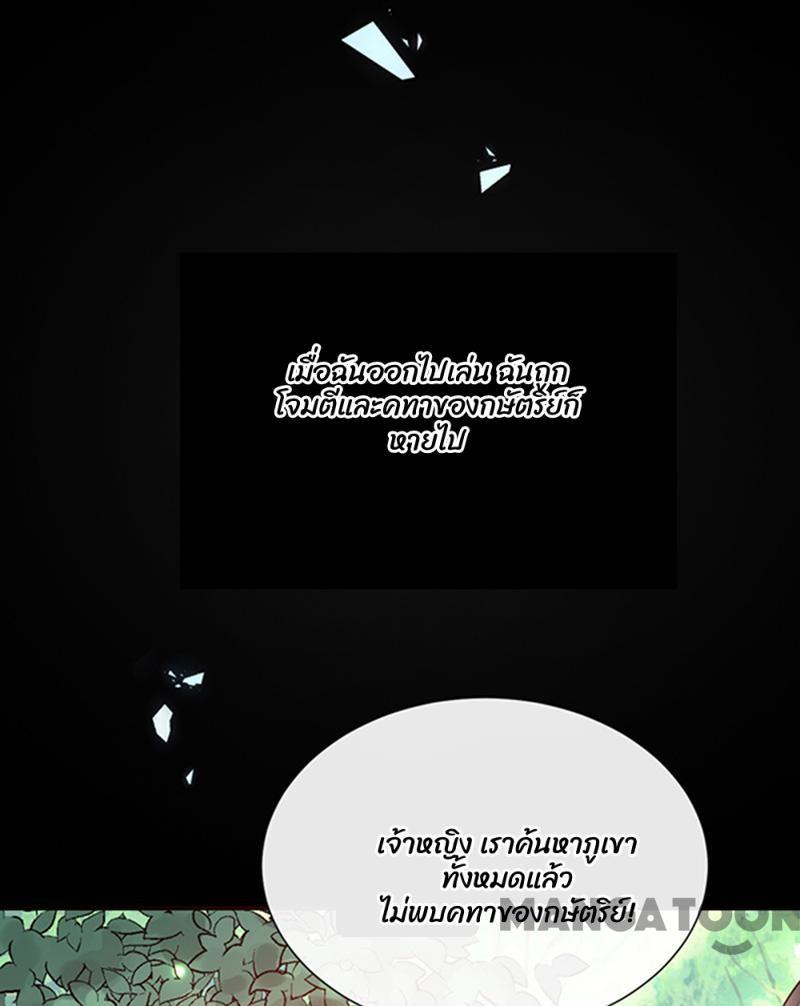 เมื่อฉันออกไปเล่น ฉันถูก
โจมตีและคทาของกษัตริย์ก็
หายไป
เจ้าหญิง เราค้นหาภูเขา
ทั้งหมดแล้ว
ไม่พบคทาของกษัตริย์!
MANGATOON